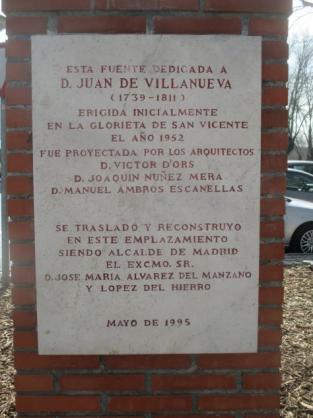 ESTA FUENTE DEDICADA A
D. JUAN DE VILLANUEVA
(1739-1811)
ERIGIDA INICIALMENTE
EN LA GLORIETA DE SAN VICENTE
EL AÑO 1952
FUE PROYECTADA POR LOS ARQUITECTOS
D. VICTOR D'ORS
D. JOAQUIN NUÑEZ MERA
D. MANUEL AMBROS ESCANELLAS
SE TRASLADO Y RECONSTRUYO
EN ESTE EMPLAZAMIENTO
SIENDO ALCALDE DE MADRID
EL EXCMO. SR.
D. JOSE MARIA ALVAREZ DEL MANZANO
Y LOPEZ DEL HIERRO
MAYO DE 1995